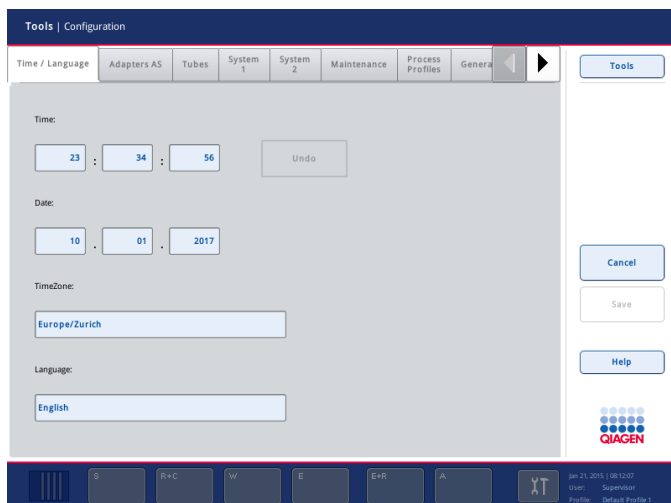 Tools | Configuration
Time / Language
Adapters AS
Tubes
System
1
System
2
Maintenance
Process
Profiles
Genera
Tools
Time:
23 : 34 : 56
Undo
Date:
10 . 01 . 2017
TimeZone:
Europe/Zurich
Language:
English
Cancel
Save
Help
QIAGEN
S
R+C
W
E
E+R
A
Jan 21, 2015 | 08:12:07
User: Supervisor
Profile: Default Profile 1